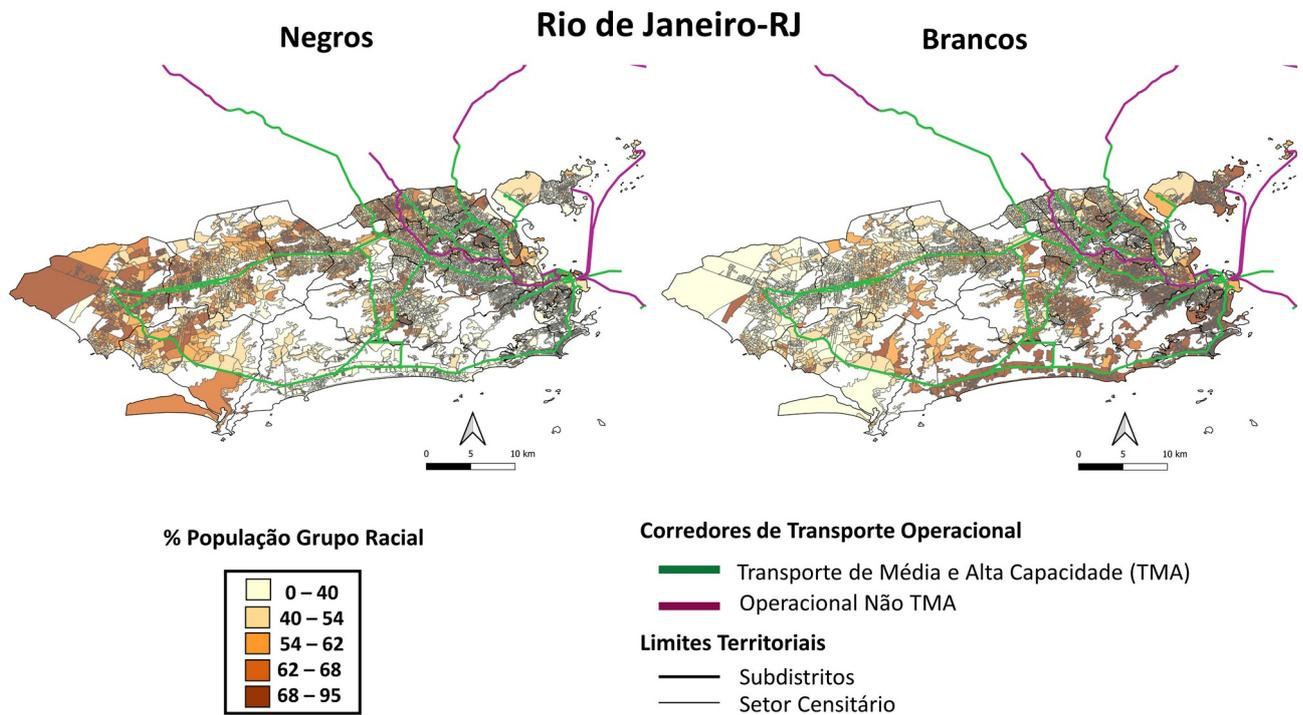 Rio de Janeiro-RJ
Negros
Brancos
0 5 10 km
0 5 10 km
% População Grupo Racial
0 – 40
40 – 54
54 – 62
62 – 68
68 – 95
Corredores de Transporte Operacional
Transporte de Média e Alta Capacidade (TMA)
Operacional Não TMA
Limites Territoriais
Subdistritos
Setor Censitário